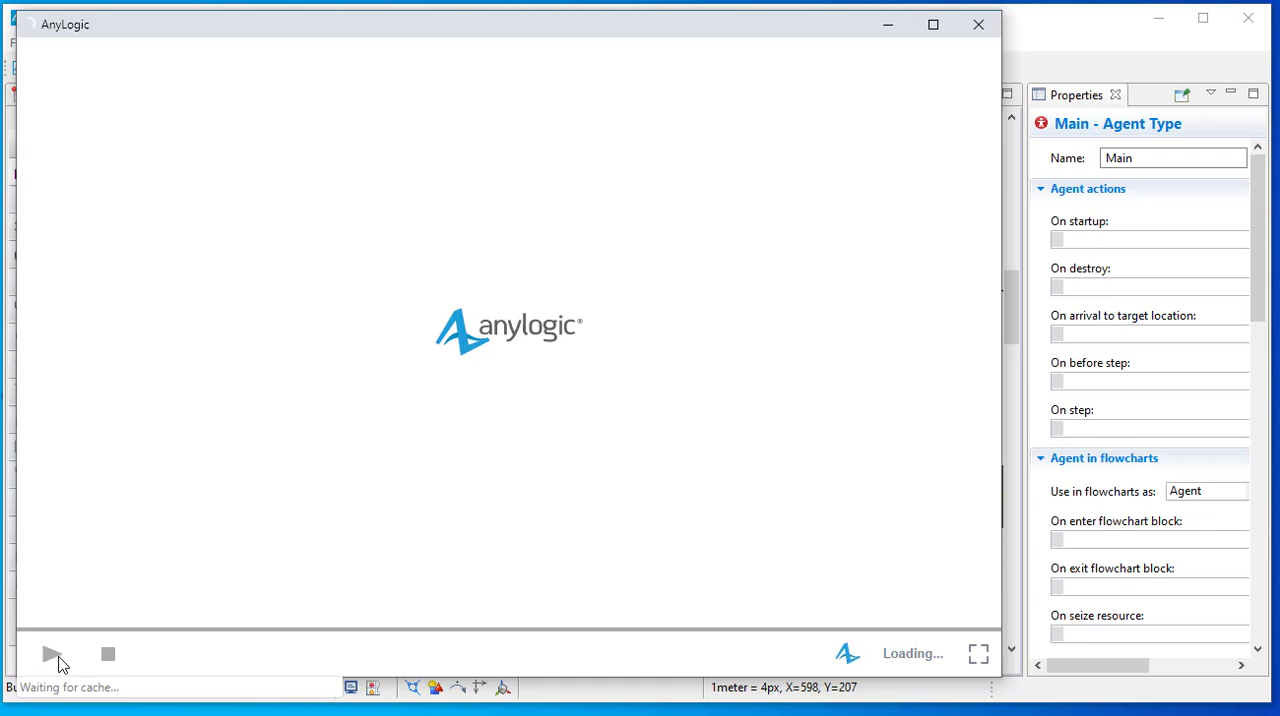 AnyLogic
anylogic®
Loading...
Waiting for cache...
1meter = 4px, X=598, Y=207
Properties
Main - Agent Type
Name:
Main
Agent actions
On startup:
On destroy:
On arrival to target location:
On before step:
On step:
Agent in flowcharts
Use in flowcharts as:
Agent
On enter flowchart block:
On exit flowchart block:
On seize resource: